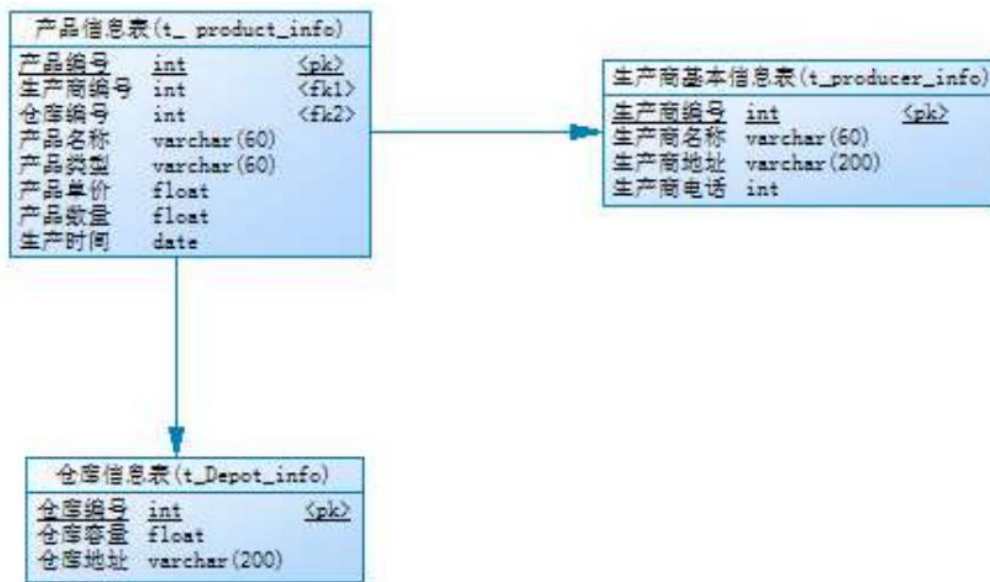 产品信息表(t_ product_info)
产品编号 int <pk>
生产商编号 int <fk1>
仓库编号 int <fk2>
产品名称 varchar(60)
产品类型 varchar(60)
产品单价 float
产品数量 float
生产时间 date
生产商基本信息表(t_producer_info)
生产商编号 int <pk>
生产商名称 varchar(60)
生产商地址 varchar(200)
生产商电话 int
仓库信息表(t_Depot_info)
仓库编号 int <pk>
仓库容量 float
仓库地址 varchar(200)